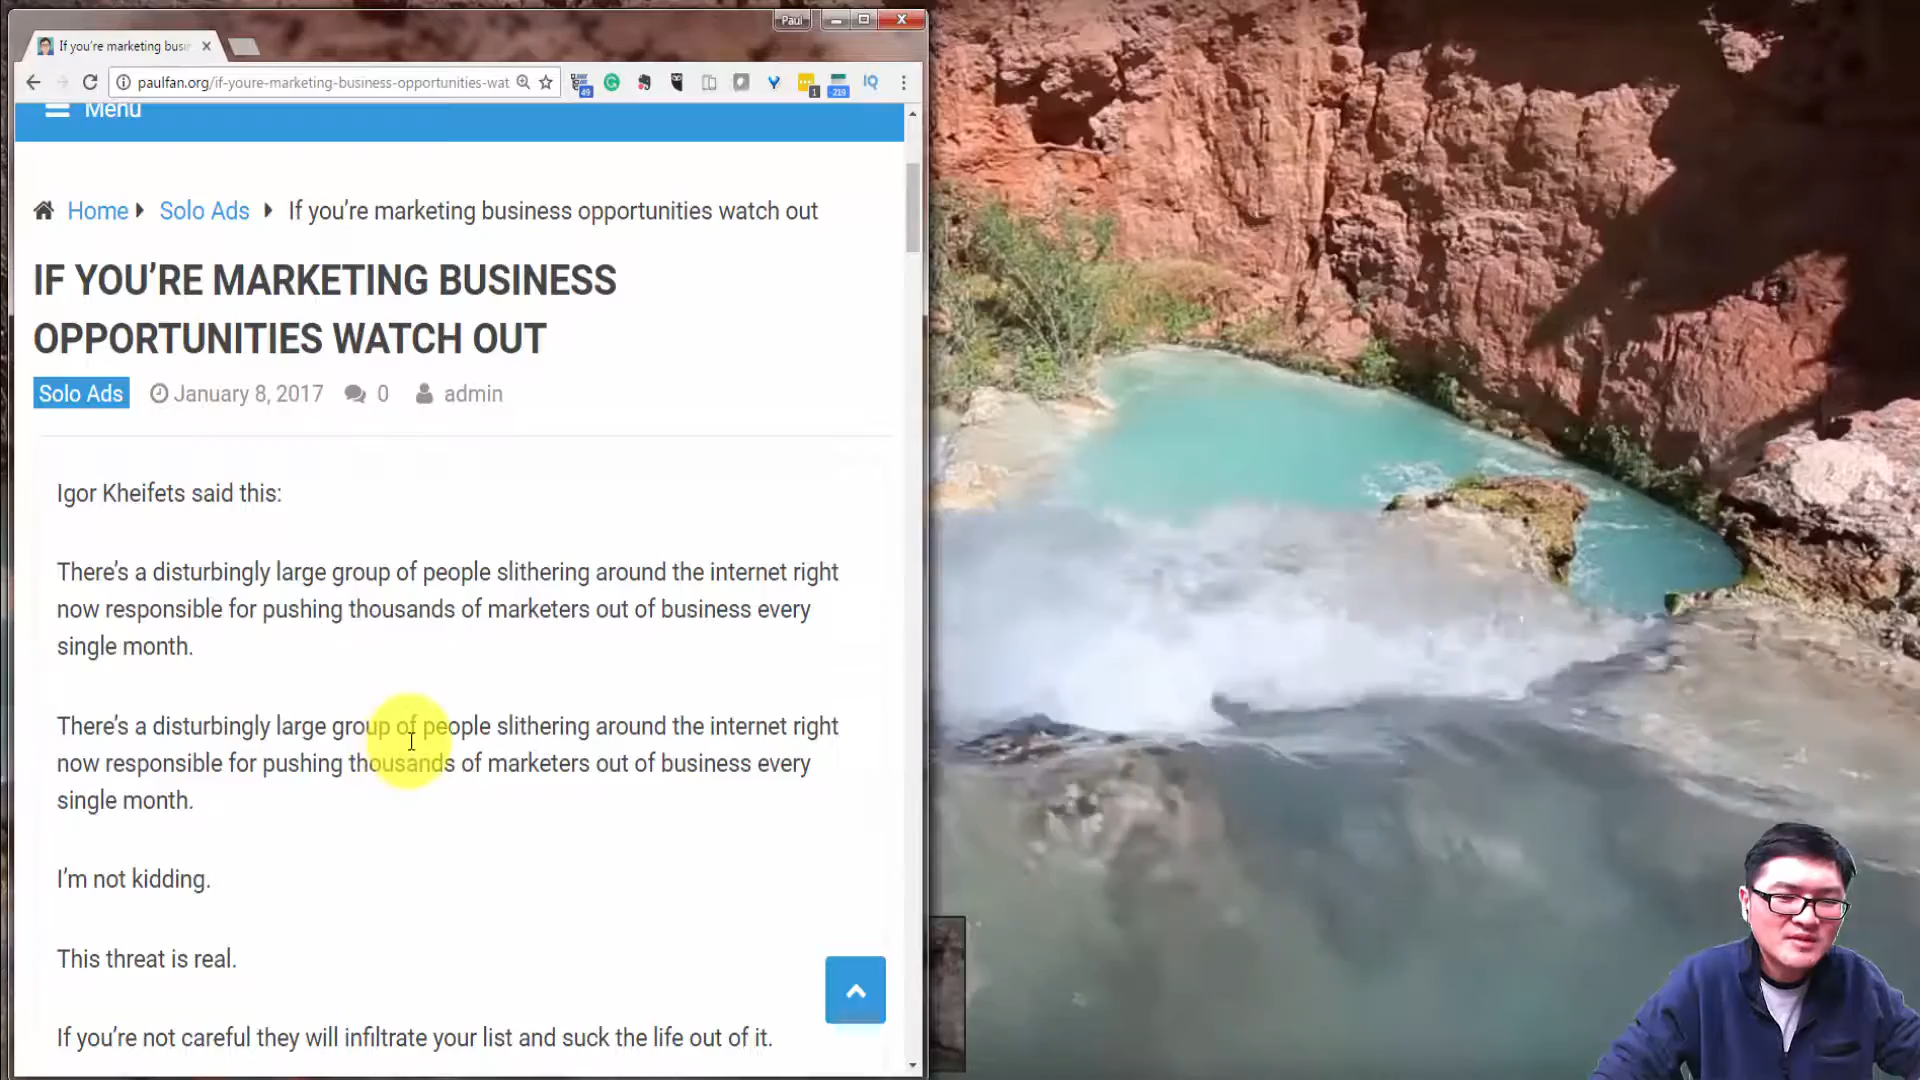 Paul
If you're marketing busin
paulfan.org/if-youre-marketing-business-opportunities-wat
49
1
219
IQ
Menu
Home Solo Ads If you're marketing business opportunities watch out
IF YOU'RE MARKETING BUSINESS
OPPORTUNITIES WATCH OUT
Solo Ads January 8, 2017 0 admin
Igor Kheifets said this:
There's a disturbingly large group of people slithering around the internet right
now responsible for pushing thousands of marketers out of business every
single month.
There's a disturbingly large group of people slithering around the internet right
now responsible for pushing thousands of marketers out of business every
single month.
I'm not kidding.
This threat is real.
If you're not careful they will infiltrate your list and suck the life out of it.